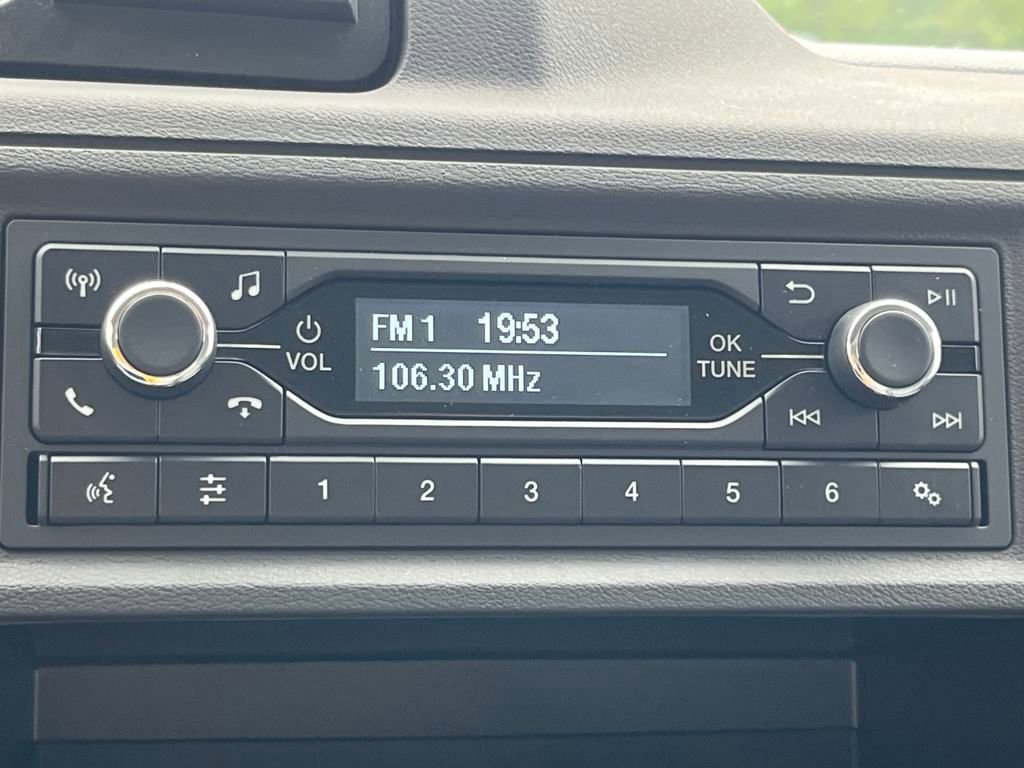 FM 1 19:53
106.30 MHz
VOL
OK
TUNE
1 2 3 4 5 6